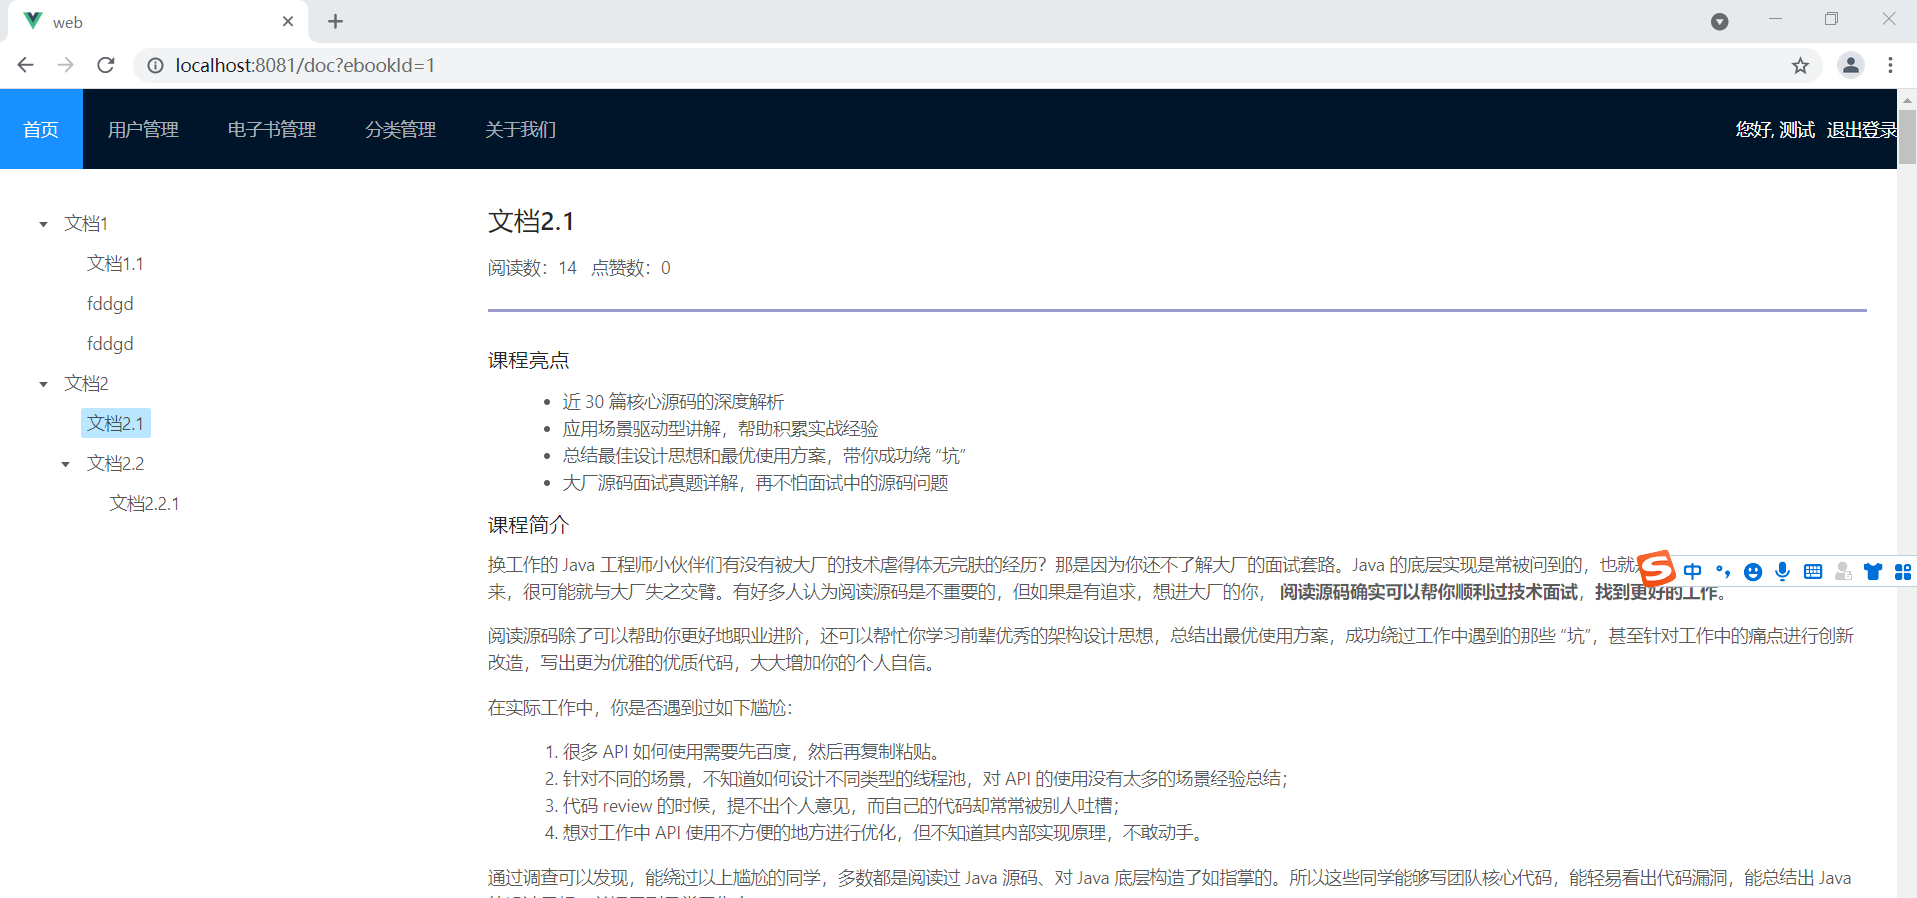 web
localhost:8081/doc?ebookId=1
首页 用户管理 电子书管理 分类管理 关于我们 您好, 测试 退出登录
文档1
文档1.1
fddgd
fddgd
文档2
文档2.1
文档2.2
文档2.2.1
文档2.1
阅读数：14 点赞数：0
课程亮点
• 近 30 篇核心源码的深度解析
• 应用场景驱动型讲解，帮助积累实战经验
• 总结最佳设计思想和最优使用方案，带你成功绕 “坑”
• 大厂源码面试真题详解，再不怕面试中的源码问题
课程简介
换工作的 Java 工程师小伙伴们有没有被大厂的技术虐得体无完肤的经历？那是因为你还不了解大厂的面试套路。Java 的底层实现是常被问到的，也就
中
来，很可能就与大厂失之交臂。有好多人认为阅读源码是不重要的，但如果是有追求，想进大厂的你， 阅读源码确实可以帮你顺利过技术面试，找到更好的工作。
阅读源码除了可以帮助你更好地职业进阶，还可以帮忙你学习前辈优秀的架构设计思想，总结出最优使用方案，成功绕过工作中遇到的那些 “坑”，甚至针对工作中的痛点进行创新
改造，写出更为优雅的优质代码，大大增加你的个人自信。
在实际工作中，你是否遇到过如下尴尬：
1. 很多 API 如何使用需要先百度，然后再复制粘贴。
2. 针对不同的场景，不知道如何设计不同类型的线程池，对 API 的使用没有太多的场景经验总结；
3. 代码 review 的时候，提不出个人意见，而自己的代码却常常被别人吐槽；
4. 想对工作中 API 使用不方便的地方进行优化，但不知道其内部实现原理，不敢动手。
通过调查可以发现，能绕过以上尴尬的同学，多数都是阅读过 Java 源码、对 Java 底层构造了如指掌的。所以这些同学能够写团队核心代码，能轻易看出代码漏洞，能总结出 Java